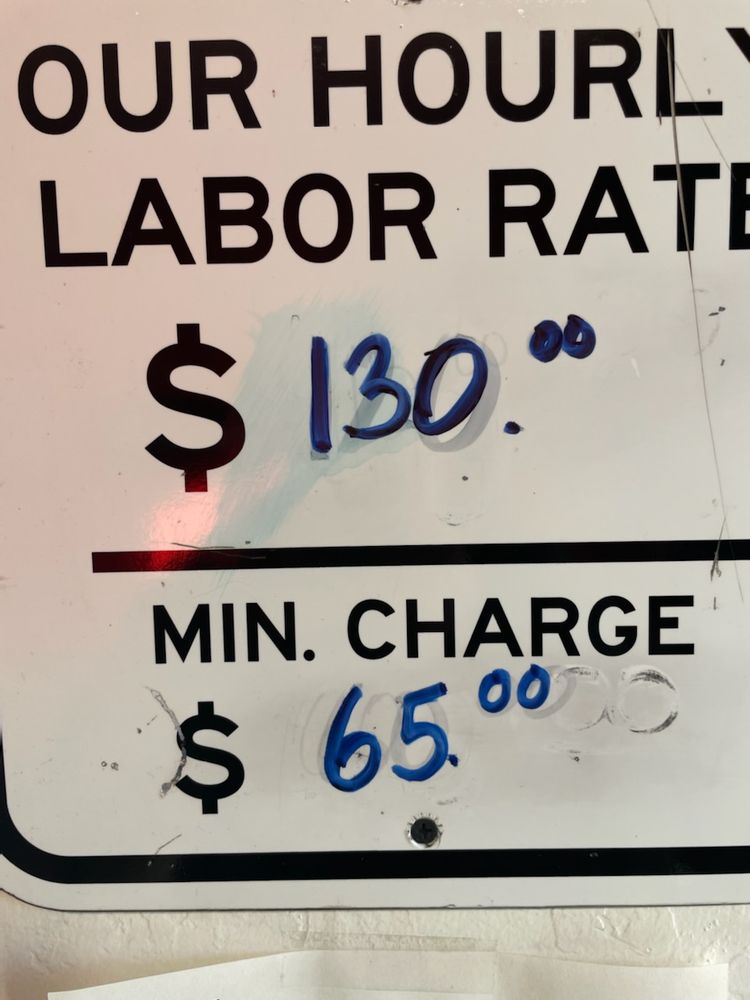 OUR HOURLY
LABOR RATE
$ 130.00
MIN. CHARGE
$ 65.00